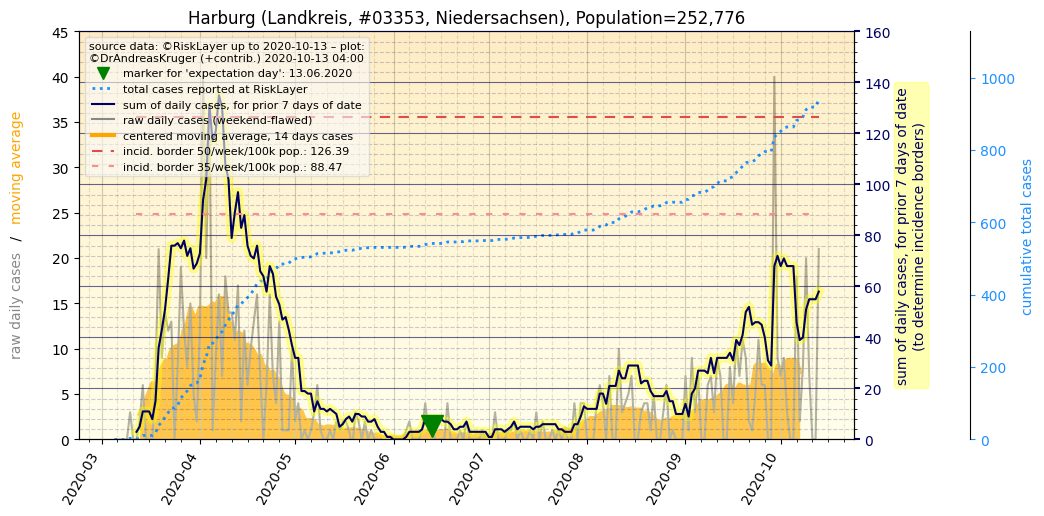 Harburg (Landkreis, #03353, Niedersachsen), Population=252,776
source data: ©RiskLayer up to 2020-10-13 – plot:
©DrAndreasKruger (+contrib.) 2020-10-13 04:00
marker for 'expectation day': 13.06.2020
total cases reported at RiskLayer
sum of daily cases, for prior 7 days of date
raw daily cases (weekend-flawed)
centered moving average, 14 days cases
incid. border 50/week/100k pop.: 126.39
incid. border 35/week/100k pop.: 88.47
raw daily cases / moving average
45
40
35
30
25
20
15
10
5
0
2020-03
2020-04
2020-05
2020-06
2020-07
2020-08
2020-09
2020-10
160
140
120
100
80
60
40
20
0
sum of daily cases, for prior 7 days of date
(to determine incidence borders)
1000
800
600
400
200
0
cumulative total cases